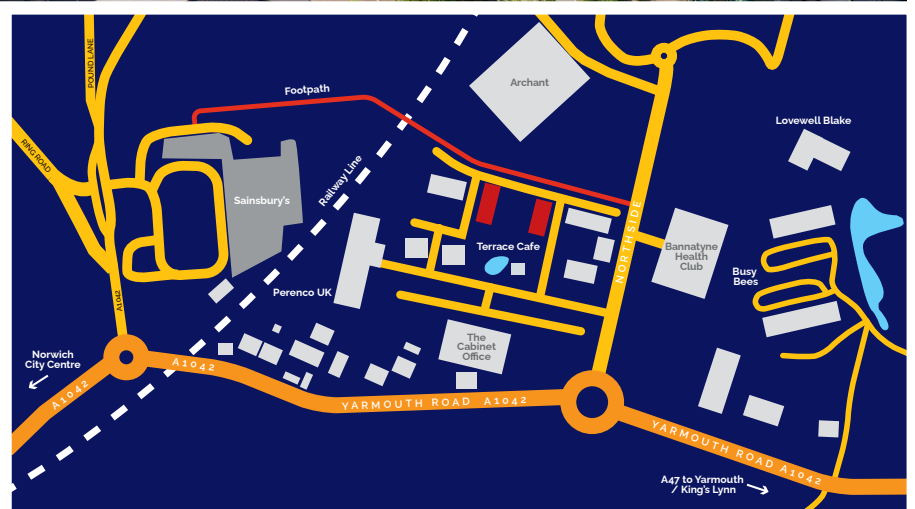 POUND LANE
RING ROAD
Footpath
Archant
Lovewell Blake
Railway Line
Sainsbury's
NORTHSIDE
Terrace Cafe
Bannatyne
Health
Club
Busy
Bees
Perenco UK
A1042
The
Cabinet
Office
Norwich
City Centre
A1042
A1042
YARMOUTH ROAD A1042
YARMOUTH ROAD A1042
A47 to Yarmouth
/ King's Lynn